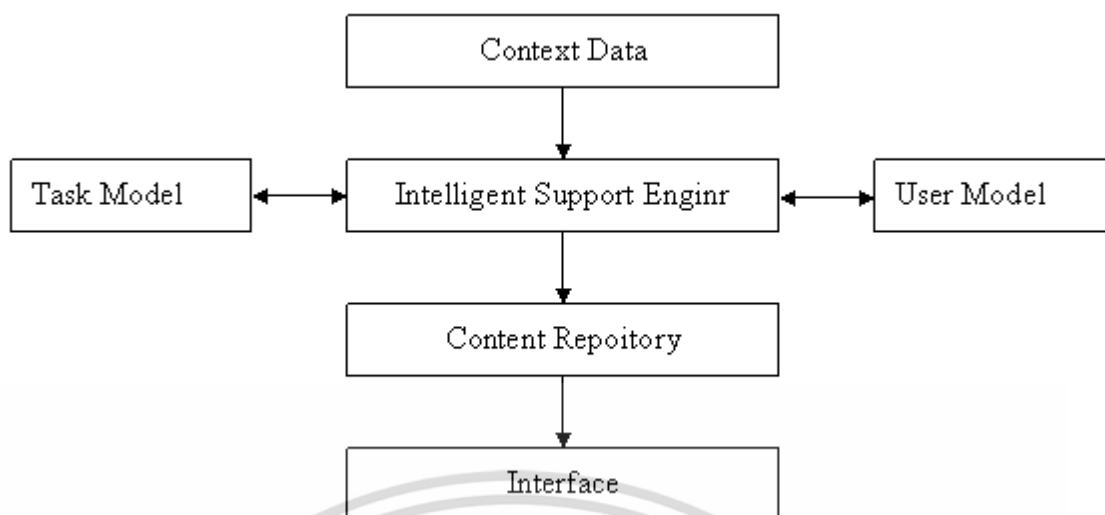 Context Data
Task Model
Intelligent Support Enginr
User Model
Content Repoitory
Interface